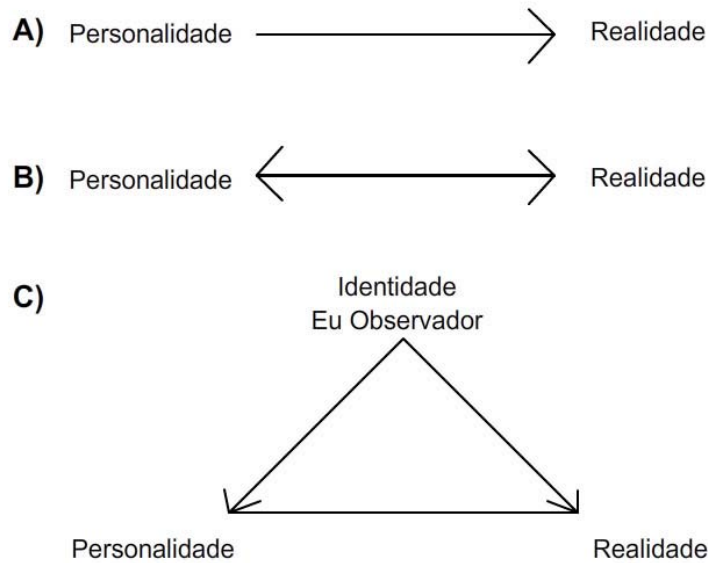 A) Personalidade Realidade
B) Personalidade Realidade
C)
Identidade
Eu Observador
Personalidade Realidade